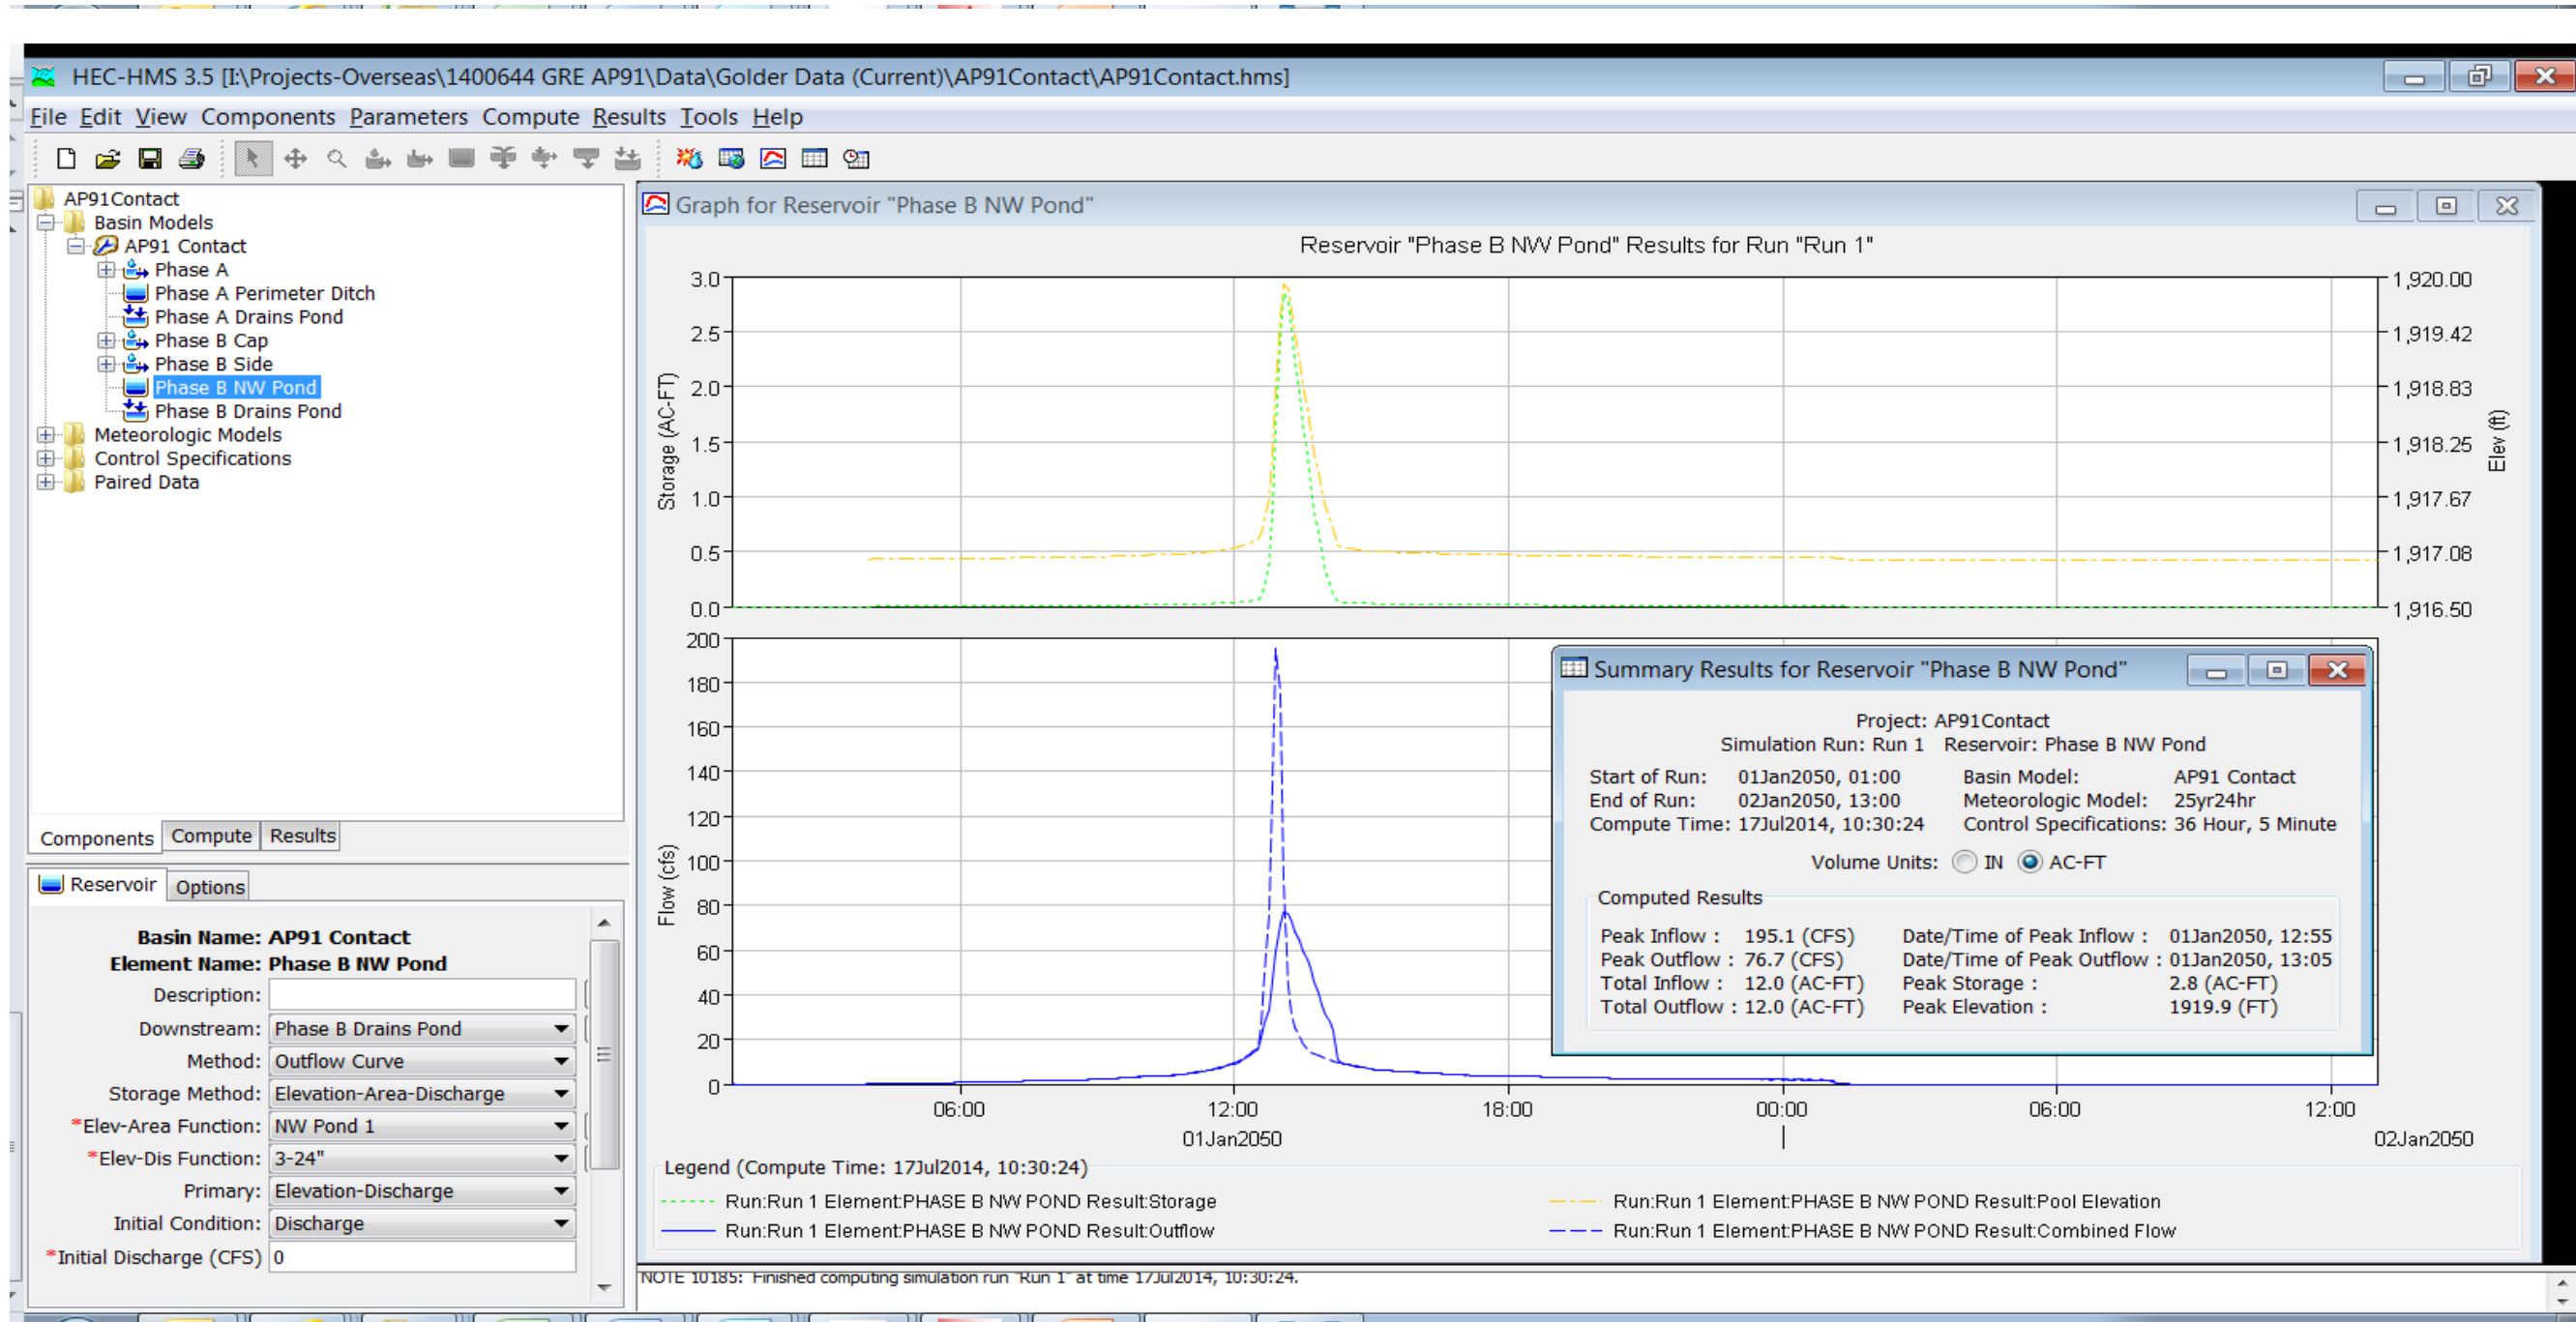 HEC-HMS 3.5 [I:\Projects-Overseas\1400644 GRE AP91\Data\Golder Data (Current)\AP91Contact\AP91Contact.hms]
File Edit View Components Parameters Compute Results Tools Help
AP91Contact
Basin Models
AP91 Contact
Phase A
Phase A Perimeter Ditch
Phase A Drains Pond
Phase B Cap
Phase B Side
Phase B NW Pond
Phase B Drains Pond
Meteorologic Models
Control Specifications
Paired Data
Components Compute Results
Reservoir Options
Basin Name: AP91 Contact
Element Name: Phase B NW Pond
Description:
Downstream: Phase B Drains Pond
Method: Outflow Curve
Storage Method: Elevation-Area-Discharge
*Elev-Area Function: NW Pond 1
*Elev-Dis Function: 3-24"
Primary: Elevation-Discharge
Initial Condition: Discharge
*Initial Discharge (CFS) 0
Graph for Reservoir "Phase B NW Pond"
Reservoir "Phase B NW Pond" Results for Run "Run 1"
Storage (AC-FT)
3.0
2.5
2.0
1.5
1.0
0.5
0.0
1,920.00
1,919.42
1,918.83
1,918.25
1,917.67
1,917.08
1,916.50
Elev (ft)
Flow (cfs)
200
180
160
140
120
100
80
60
40
20
0
06:00 12:00 18:00 00:00 06:00 12:00
01Jan2050 02Jan2050
Legend (Compute Time: 17Jul2014, 10:30:24)
Run:Run 1 Element:PHASE B NW POND Result:Storage
Run:Run 1 Element:PHASE B NW POND Result:Pool Elevation
Run:Run 1 Element:PHASE B NW POND Result:Outflow
Run:Run 1 Element:PHASE B NW POND Result:Combined Flow
Summary Results for Reservoir "Phase B NW Pond"
Project: AP91Contact
Simulation Run: Run 1 Reservoir: Phase B NW Pond
Start of Run: 01Jan2050, 01:00 Basin Model: AP91 Contact
End of Run: 02Jan2050, 13:00 Meteorologic Model: 25yr24hr
Compute Time: 17Jul2014, 10:30:24 Control Specifications: 36 Hour, 5 Minute
Volume Units: IN AC-FT
Computed Results
Peak Inflow : 195.1 (CFS) Date/Time of Peak Inflow : 01Jan2050, 12:55
Peak Outflow : 76.7 (CFS) Date/Time of Peak Outflow : 01Jan2050, 13:05
Total Inflow : 12.0 (AC-FT) Peak Storage : 2.8 (AC-FT)
Total Outflow : 12.0 (AC-FT) Peak Elevation : 1919.9 (FT)
NOTE 10185: Finished computing simulation run "Run 1" at time 17Jul2014, 10:30:24.